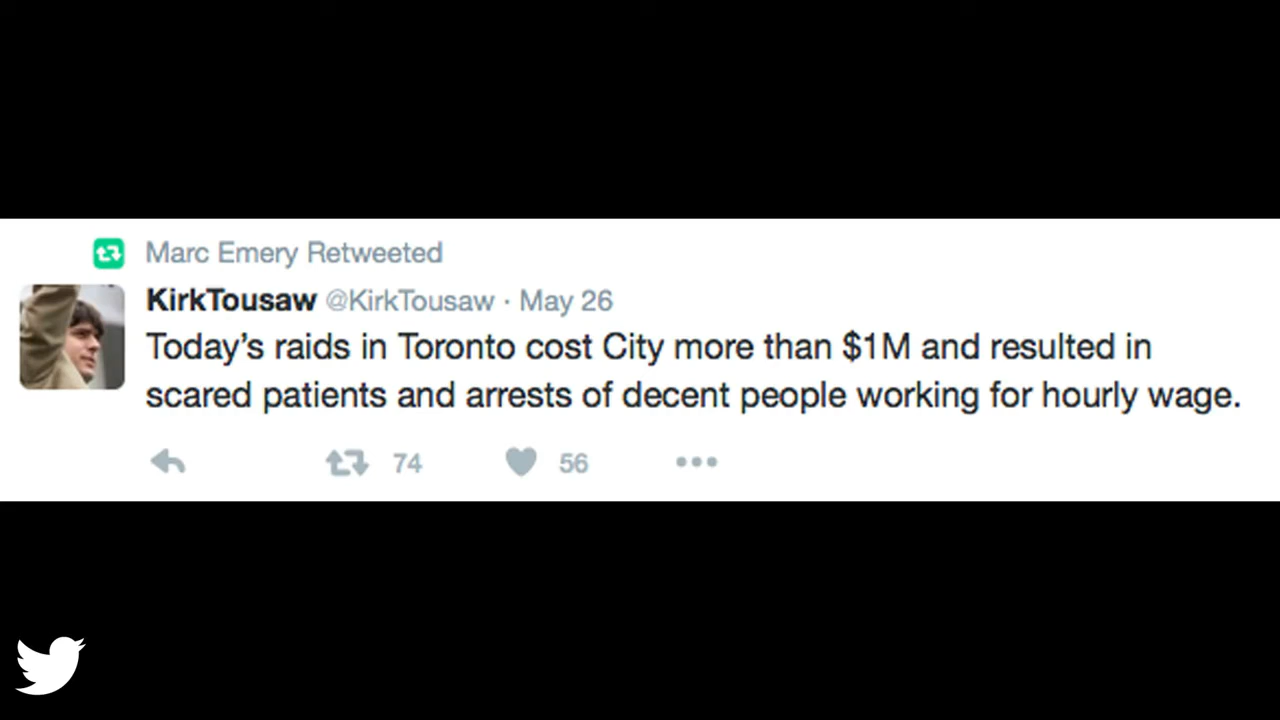 Marc Emery Retweeted
KirkTousaw @KirkTousaw · May 26
Today's raids in Toronto cost City more than $1M and resulted in
scared patients and arrests of decent people working for hourly wage.
74 56